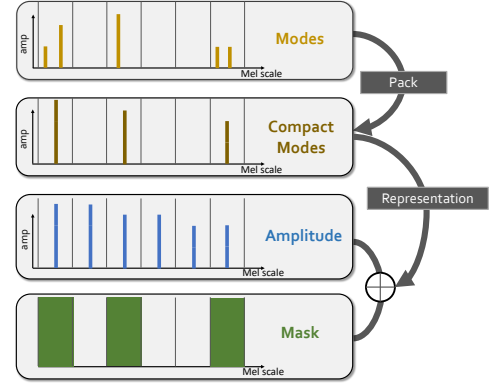 amp
Modes
Mel scale
Pack
amp
Compact
Modes
Mel scale
Representation
amp
Amplitude
Mel scale
Mask
Mel scale